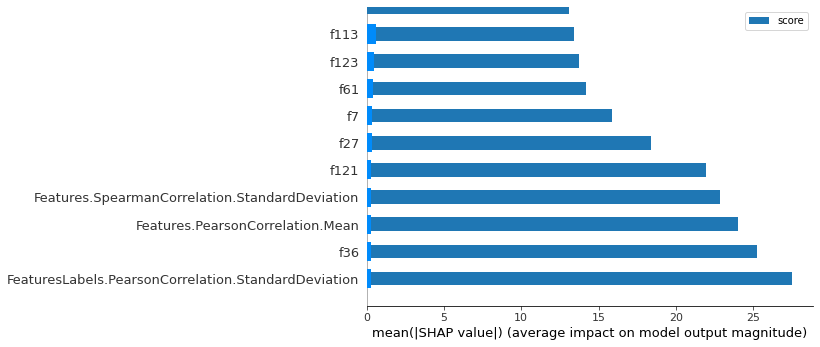 score
f113
f123
f61
f7
f27
f121
Features.SpearmanCorrelation.StandardDeviation
Features.PearsonCorrelation.Mean
f36
FeaturesLabels.PearsonCorrelation.StandardDeviation
0 5 10 15 20 25
mean(|SHAP value|) (average impact on model output magnitude)